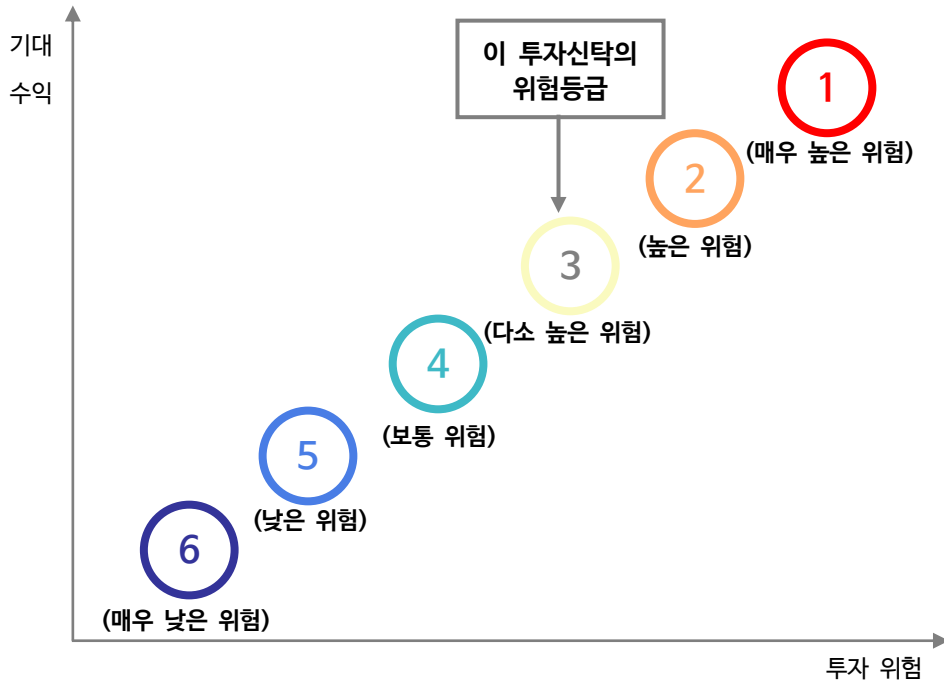 기대
수익
이 투자신탁의
위험등급
1
(매우 높은 위험)
2
(높은 위험)
3
(다소 높은 위험)
4
(보통 위험)
5
(낮은 위험)
6
(매우 낮은 위험)
투자 위험